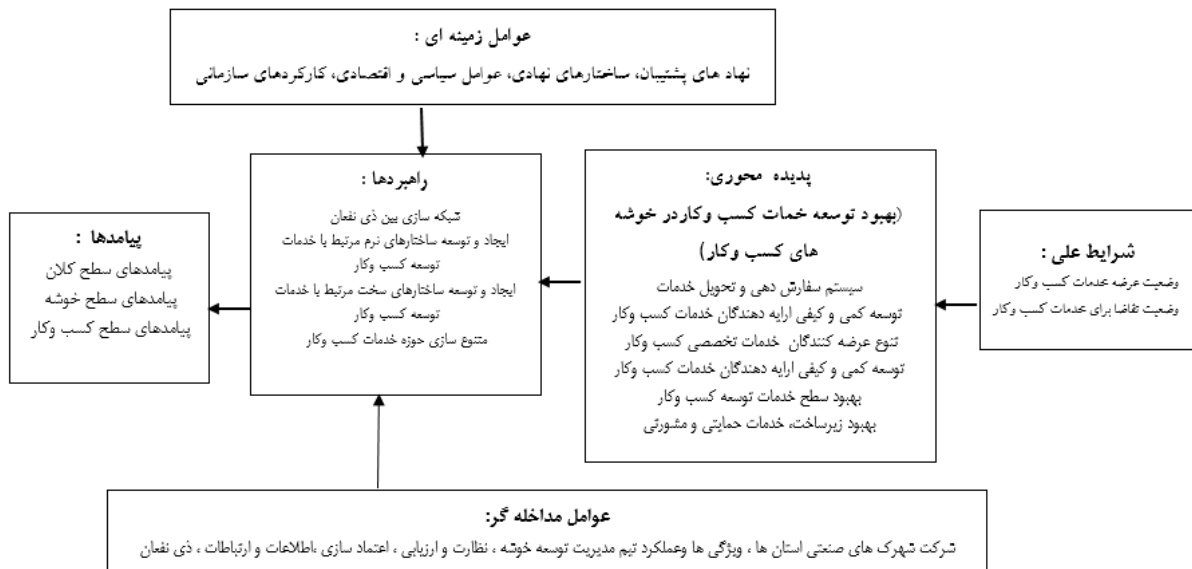 عوامل زمینه ای :
نهاد های پشتیبان، ساختارهای نهادی، عوامل سیاسی و اقتصادی، کارکردهای سازمانی
شرایط علی :
وضعیت عرضه خدمات کسب وکار
وضعیت تقاضا برای خدمات کسب وکار
پدیده محوری:
(بهبود توسعه خمات کسب وکاردر خوشه
های کسب وکار)
سیستم سفارش دهی و تحویل خدمات
توسعه کمی و کیفی ارایه دهندگان خدمات کسب وکار
تنوع عرضه کنندگان خدمات تخصصی کسب وکار
توسعه کمی و کیفی ارایه دهندگان خدمات کسب وکار
بهبود سطح خدمات توسعه کسب وکار
بهبود زیرساخت، خدمات حمایتی و مشورتی
راهبردها :
شبکه سازی بین ذی نفعان
ایجاد و توسعه ساختارهای نرم مرتبط با خدمات
توسعه کسب وکار
ایجاد و توسعه ساختارهای سخت مرتبط با خدمات
توسعه کسب وکار
متنوع سازی حوزه خدمات کسب وکار
پیامدها :
پیامدهای سطح کلان
پیامدهای سطح خوشه
پیامدهای سطح کسب وکار
عوامل مداخله گر:
شرکت شهرک های صنعتی استان ها ، ویژگی ها وعملکرد تیم مدیریت توسعه خوشه ، نظارت و ارزیابی ، اعتماد سازی ،اطلاعات و ارتباطات ، ذی نفعان